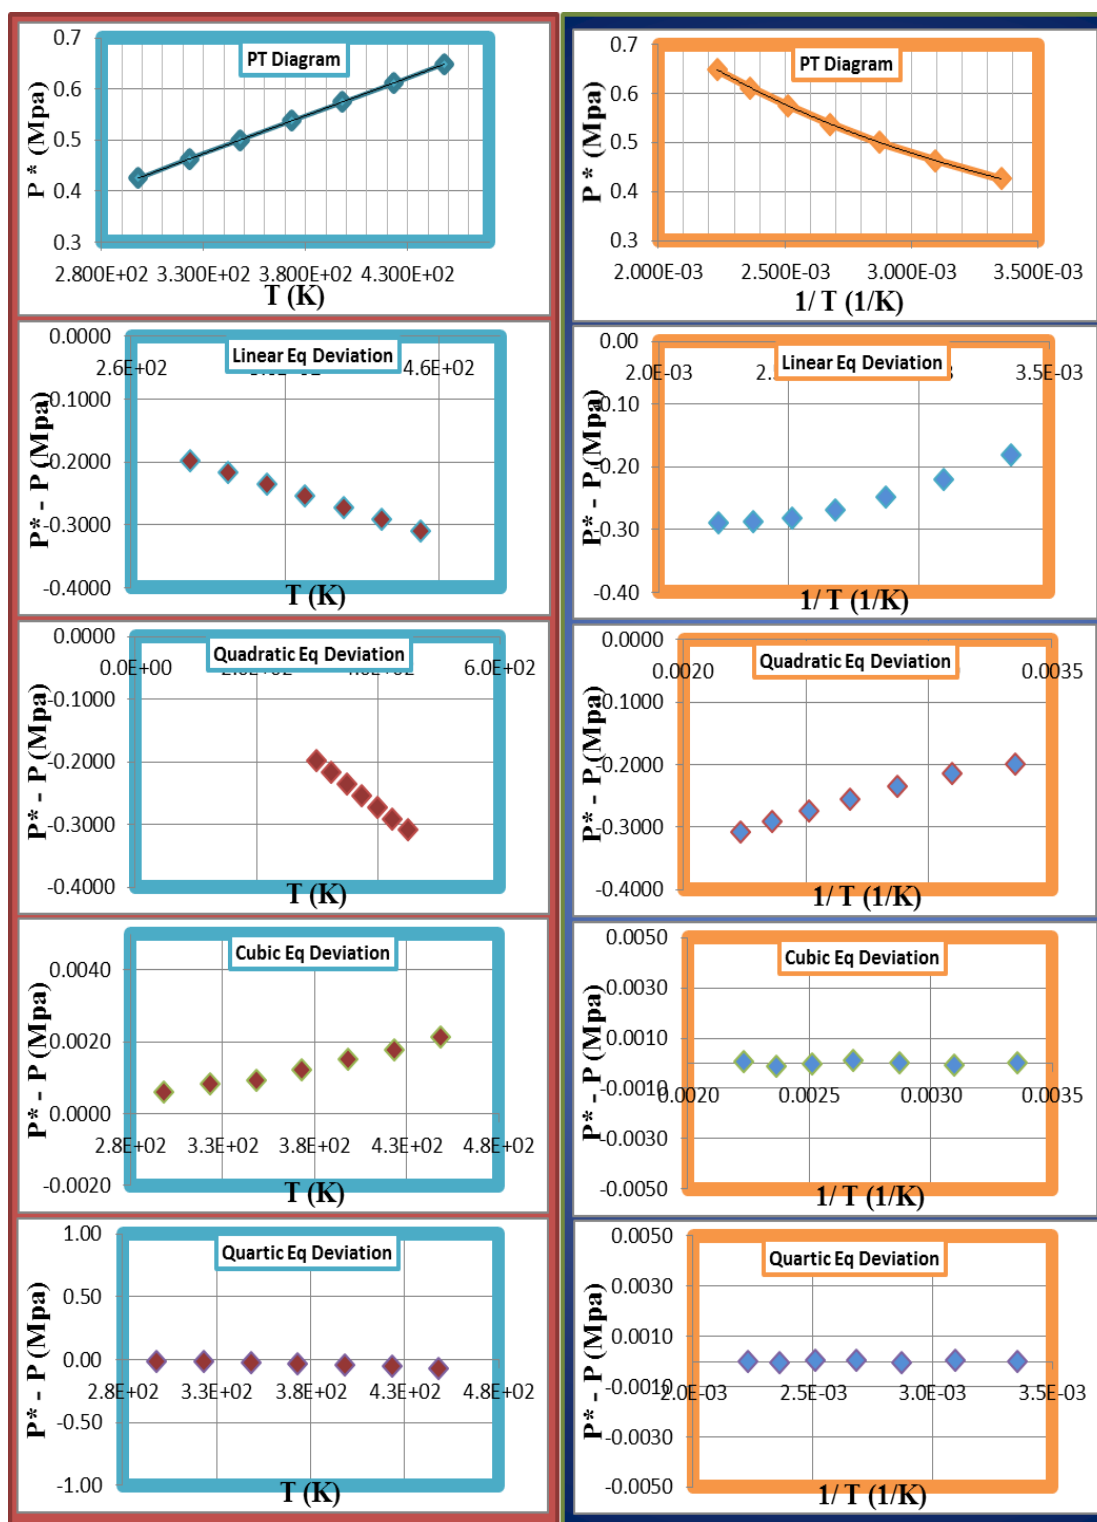 0.7
PT Diagram
0.6
0.5
0.4
0.3
P * (Mpa)
2.800E+02 3.300E+02 3.800E+02 4.300E+02
T (K)
0.7
PT Diagram
0.6
0.5
0.4
0.3
P * (Mpa)
2.000E-03 2.500E-03 3.000E-03 3.500E-03
1/ T (1/K)
0.0000
Linear Eq Deviation
2.6E+02 4.6E+02
-0.1000
-0.2000
-0.3000
-0.4000
P* - P (Mpa)
T (K)
0.00
Linear Eq Deviation
2.0E-03 3.5E-03
-0.10
-0.20
-0.30
-0.40
P* - P (Mpa)
1/ T (1/K)
0.0000
Quadratic Eq Deviation
0.0E+00 6.0E+02
-0.1000
-0.2000
-0.3000
-0.4000
P* - P (Mpa)
T (K)
0.0000
Quadratic Eq Deviation
0.0020 0.0035
-0.1000
-0.2000
-0.3000
-0.4000
P* - P (Mpa)
1/ T (1/K)
Cubic Eq Deviation
0.0040
0.0020
0.0000
2.8E+02 3.3E+02 3.8E+02 4.3E+02 4.8E+02
-0.0020
P* - P (Mpa)
T (K)
0.0050
Cubic Eq Deviation
0.0030
0.0010
-0.0010
0.0020 0.0025 0.0030 0.0035
-0.0030
-0.0050
P* - P (Mpa)
1/ T (1/K)
1.00
Quartic Eq Deviation
0.50
0.00
2.8E+02 3.3E+02 3.8E+02 4.3E+02 4.8E+02
-0.50
-1.00
P* - P (Mpa)
T (K)
0.0050
Quartic Eq Deviation
0.0030
0.0010
-0.0010
2.0E-03 2.5E-03 3.0E-03 3.5E-03
-0.0030
-0.0050
P* - P (Mpa)
1/ T (1/K)